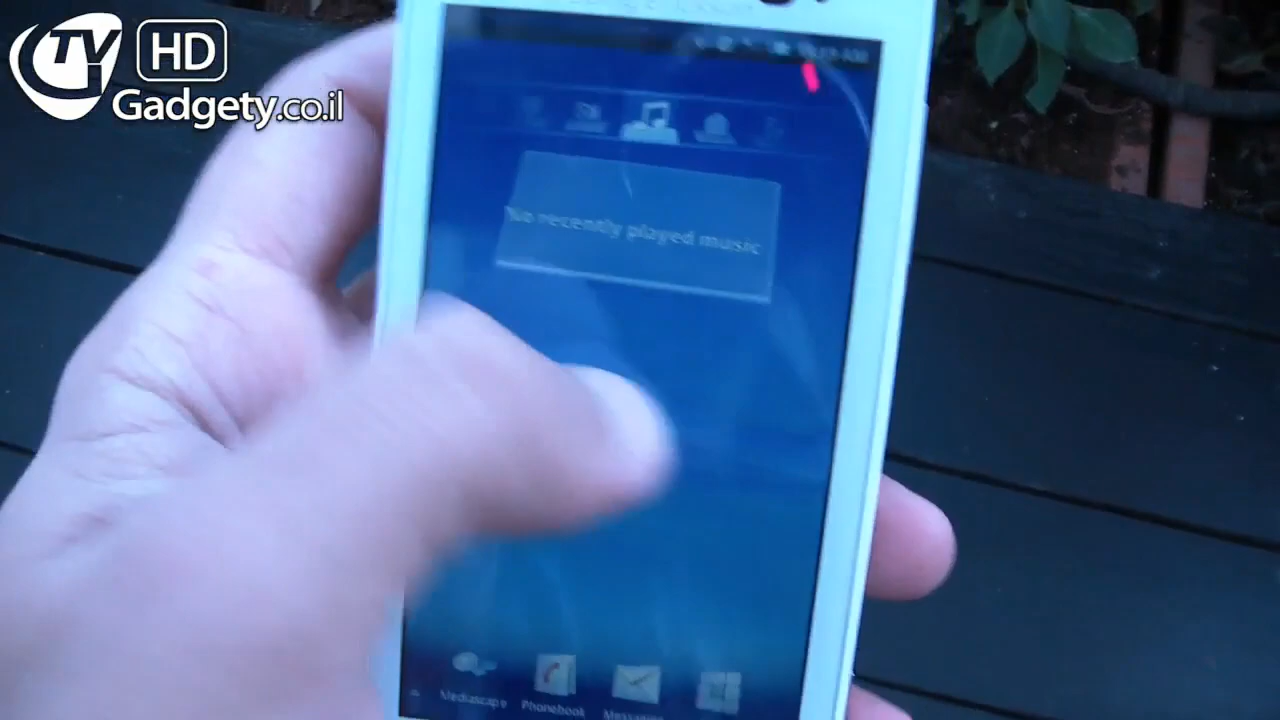 TV HD
Gadgety.co.il
No recently played music
Mediascape Phonebook